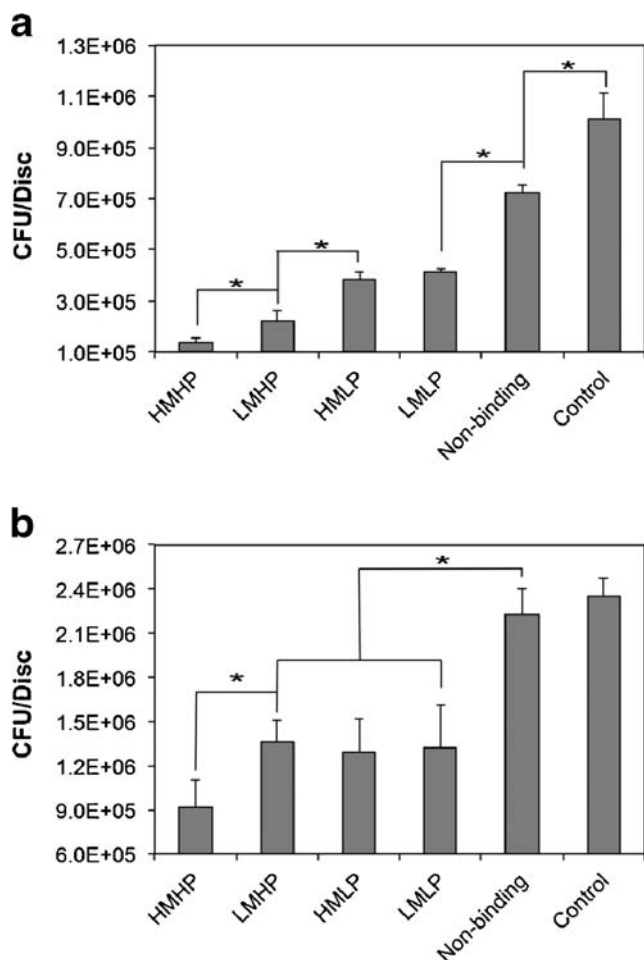 a
CFU/Disc
1.3E+06
1.1E+06
9.0E+05
7.0E+05
5.0E+05
3.0E+05
1.0E+05
*
*
*
*
HMHP
LMHP
HMLP
LMLP
Non-binding
Control
b
CFU/Disc
2.7E+06
2.4E+06
2.1E+06
1.8E+06
1.5E+06
1.2E+06
9.0E+05
6.0E+05
*
*
HMHP
LMHP
HMLP
LMLP
Non-binding
Control